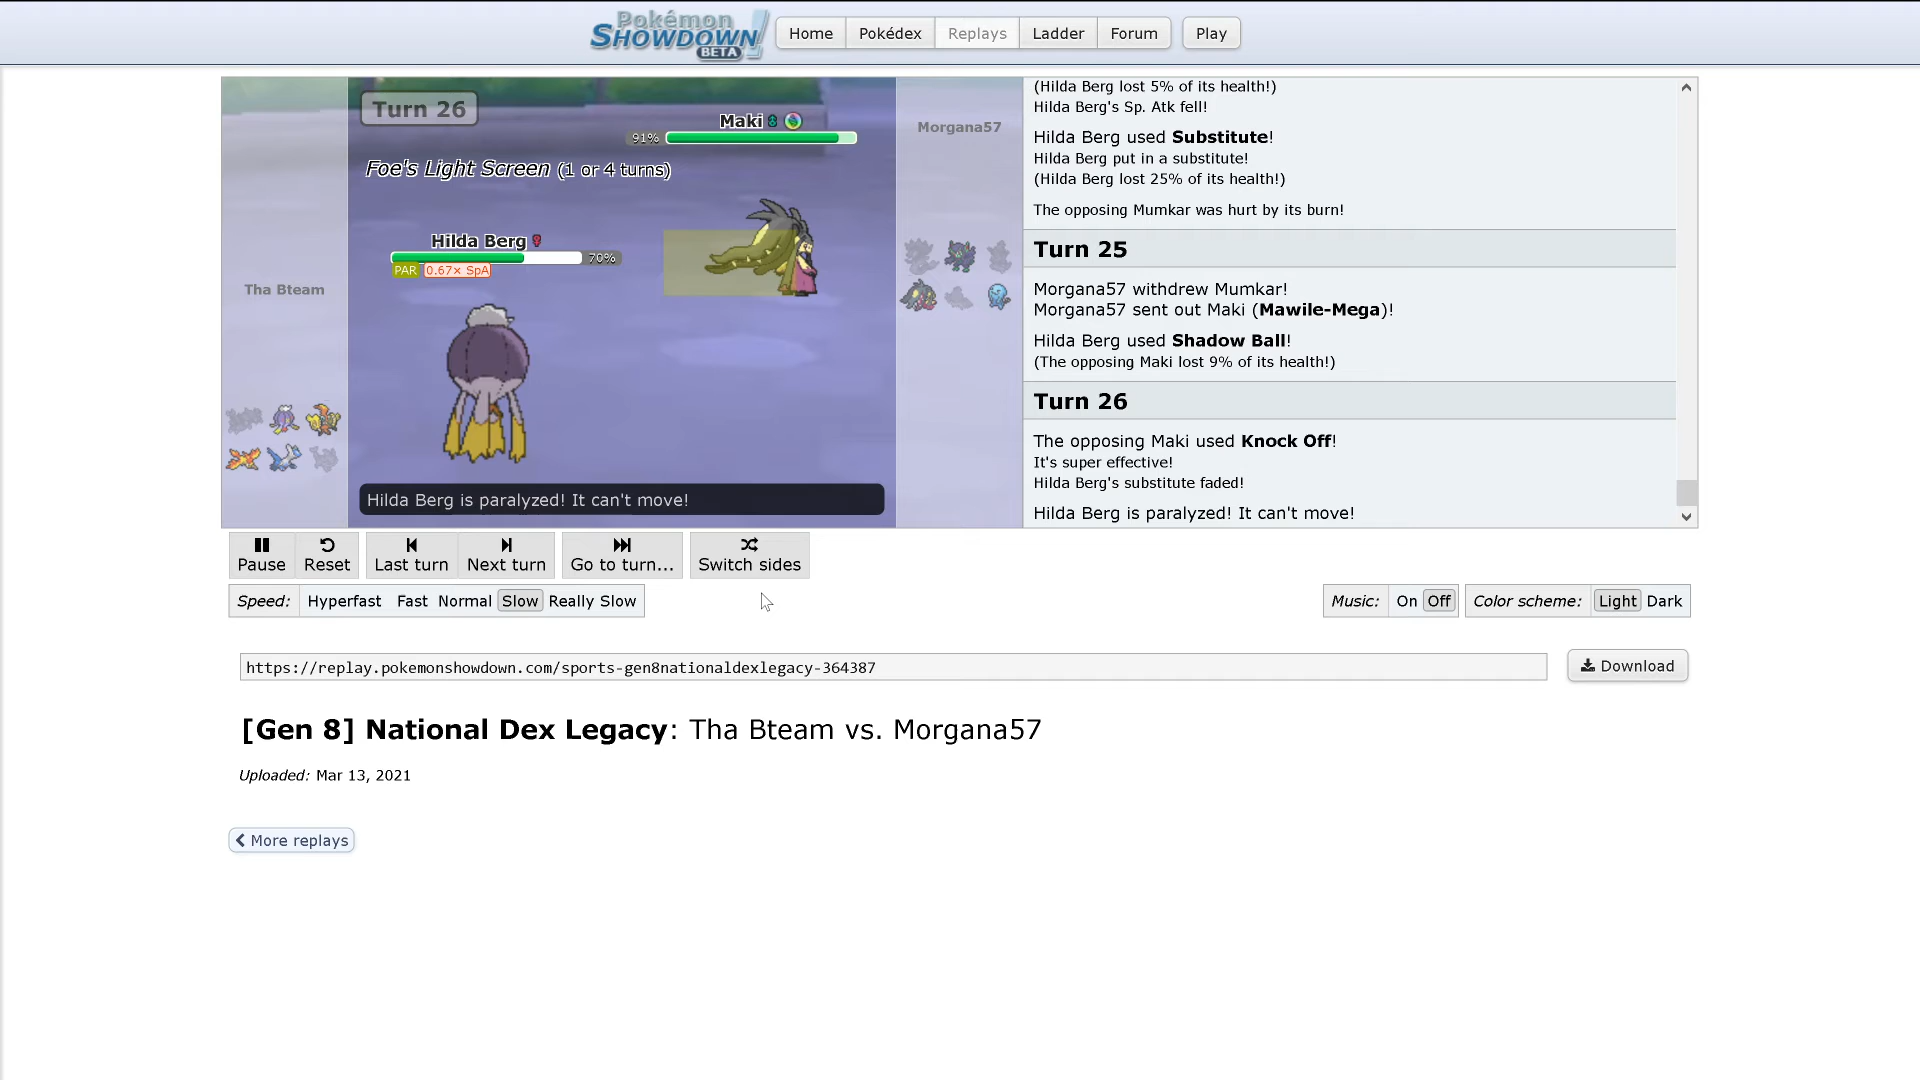 Pokémon
SHOWDOWN!
BETA
Home
Pokédex
Replays
Ladder
Forum
Play
Turn 26
Maki
91%
Foe's Light Screen (1 or 4 turns)
Hilda Berg
70%
PAR 0.67× SpA
Tha Bteam
Morgana57
Hilda Berg is paralyzed! It can't move!
(Hilda Berg lost 5% of its health!)
Hilda Berg's Sp. Atk fell!
Hilda Berg used Substitute!
Hilda Berg put in a substitute!
(Hilda Berg lost 25% of its health!)
The opposing Mumkar was hurt by its burn!
Turn 25
Morgana57 withdrew Mumkar!
Morgana57 sent out Maki (Mawile-Mega)!
Hilda Berg used Shadow Ball!
(The opposing Maki lost 9% of its health!)
Turn 26
The opposing Maki used Knock Off!
It's super effective!
Hilda Berg's substitute faded!
Hilda Berg is paralyzed! It can't move!
Pause
Reset
Last turn
Next turn
Go to turn...
Switch sides
Speed: Hyperfast Fast Normal Slow Really Slow
Music: On Off
Color scheme: Light Dark
https://replay.pokemonshowdown.com/sports-gen8nationaldexlegacy-364387
Download
[Gen 8] National Dex Legacy: Tha Bteam vs. Morgana57
Uploaded: Mar 13, 2021
More replays